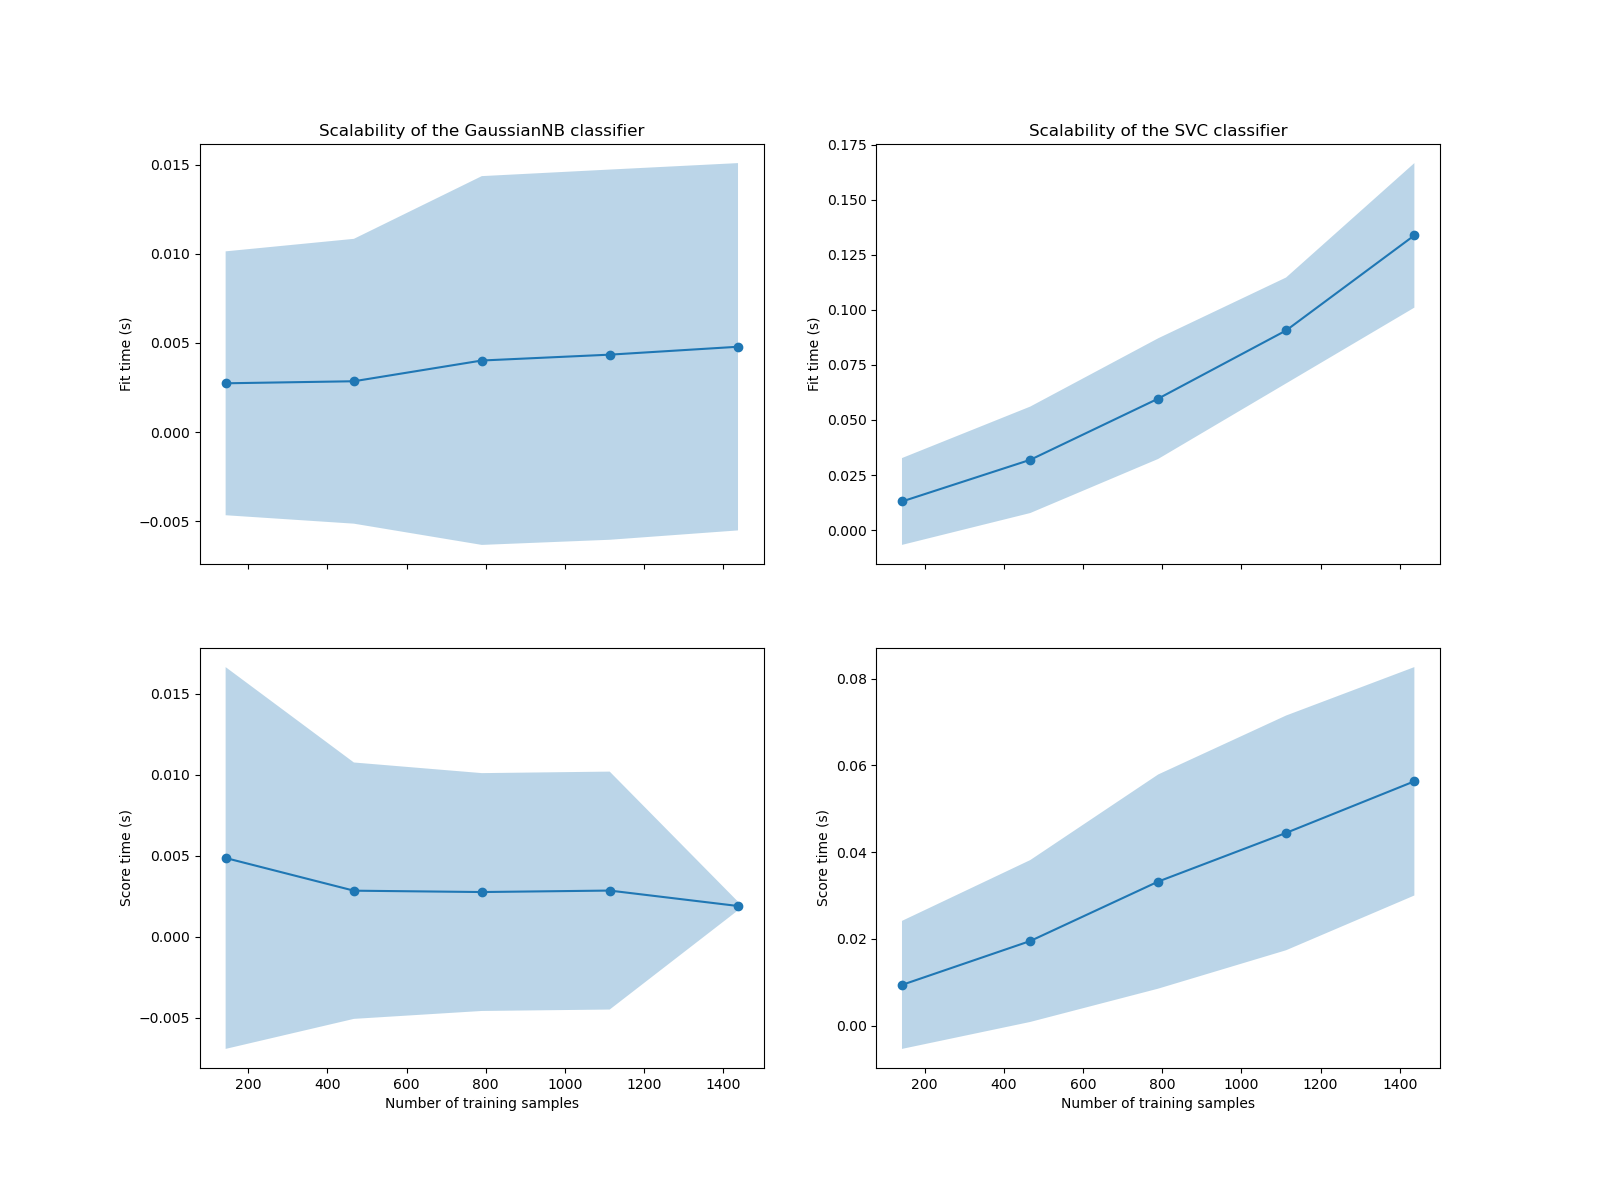 Scalability of the GaussianNB classifier
Fit time (s)
0.015
0.010
0.005
0.000
−0.005
Scalability of the SVC classifier
Fit time (s)
0.175
0.150
0.125
0.100
0.075
0.050
0.025
0.000
Score time (s)
0.015
0.010
0.005
0.000
−0.005
200 400 600 800 1000 1200 1400
Number of training samples
Score time (s)
0.08
0.06
0.04
0.02
0.00
200 400 600 800 1000 1200 1400
Number of training samples